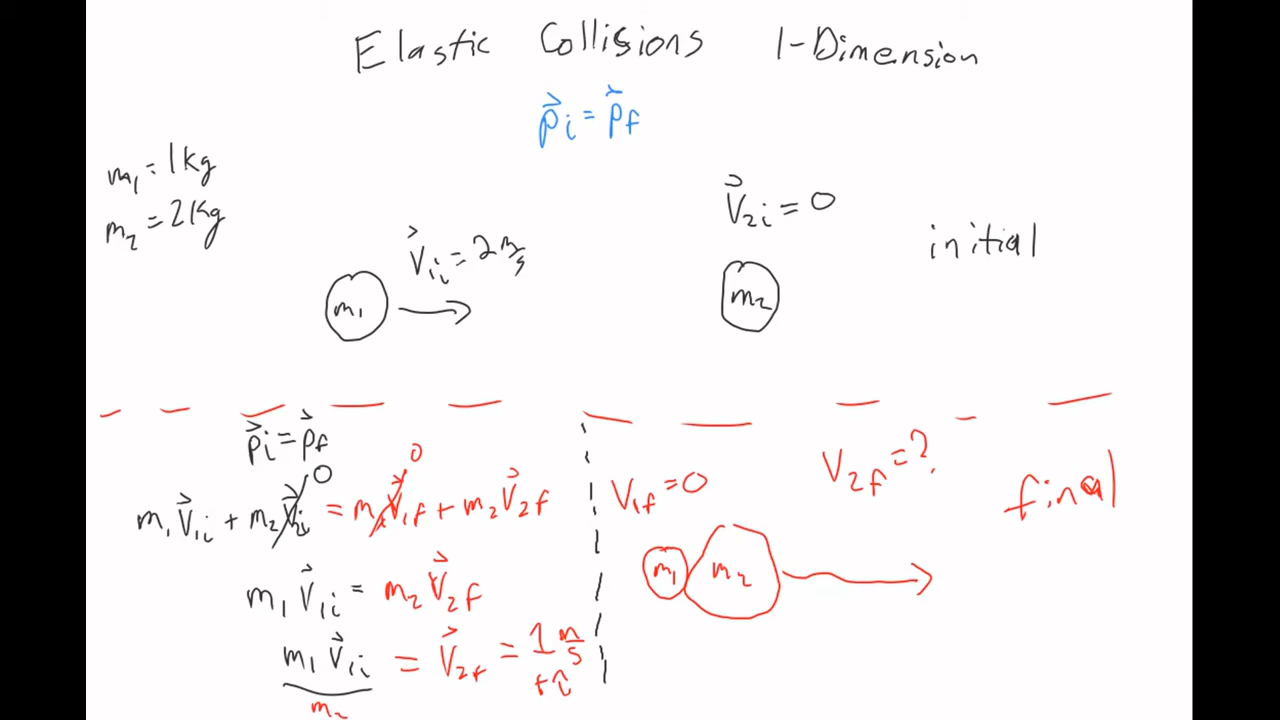 Elastic Collisions 1-Dimension
p⃗i = p⃗f
m₁ = 1kg
m₂ = 2kg
v⃗₁i = 2 m/s
v⃗₂i = 0
initial
m₁
m₂
p⃗i = p⃗f
0
0
m₁v⃗₁i + m₂v⃗₂i = m₁v⃗₁f + m₂v⃗₂f
m₁v⃗₁i = m₂v⃗₂f
m₁v⃗₁i / m₂ = v⃗₂f = 1 m/s
+î
v₁f = 0
v₂f = ?
final
m₁
m₂